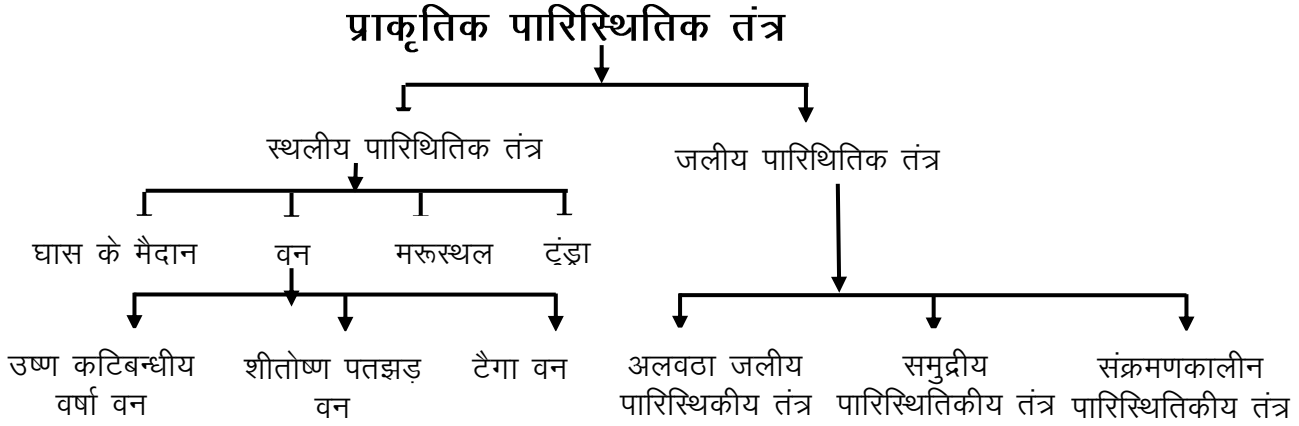 प्राकृतिक पारिस्थितिक तंत्र
स्थलीय पारिथितिक तंत्र
जलीय पारिथितिक तंत्र
घास के मैदान
वन
मरूस्थल
टुंड्रा
उष्ण कटिबन्धीय
वर्षा वन
शीतोष्ण पतझड़
वन
टैगा वन
अलवठा जलीय
पारिस्थिकीय तंत्र
समुद्रीय
पारिस्थितिकीय तंत्र
संक्रमणकालीन
पारिस्थितिकीय तंत्र